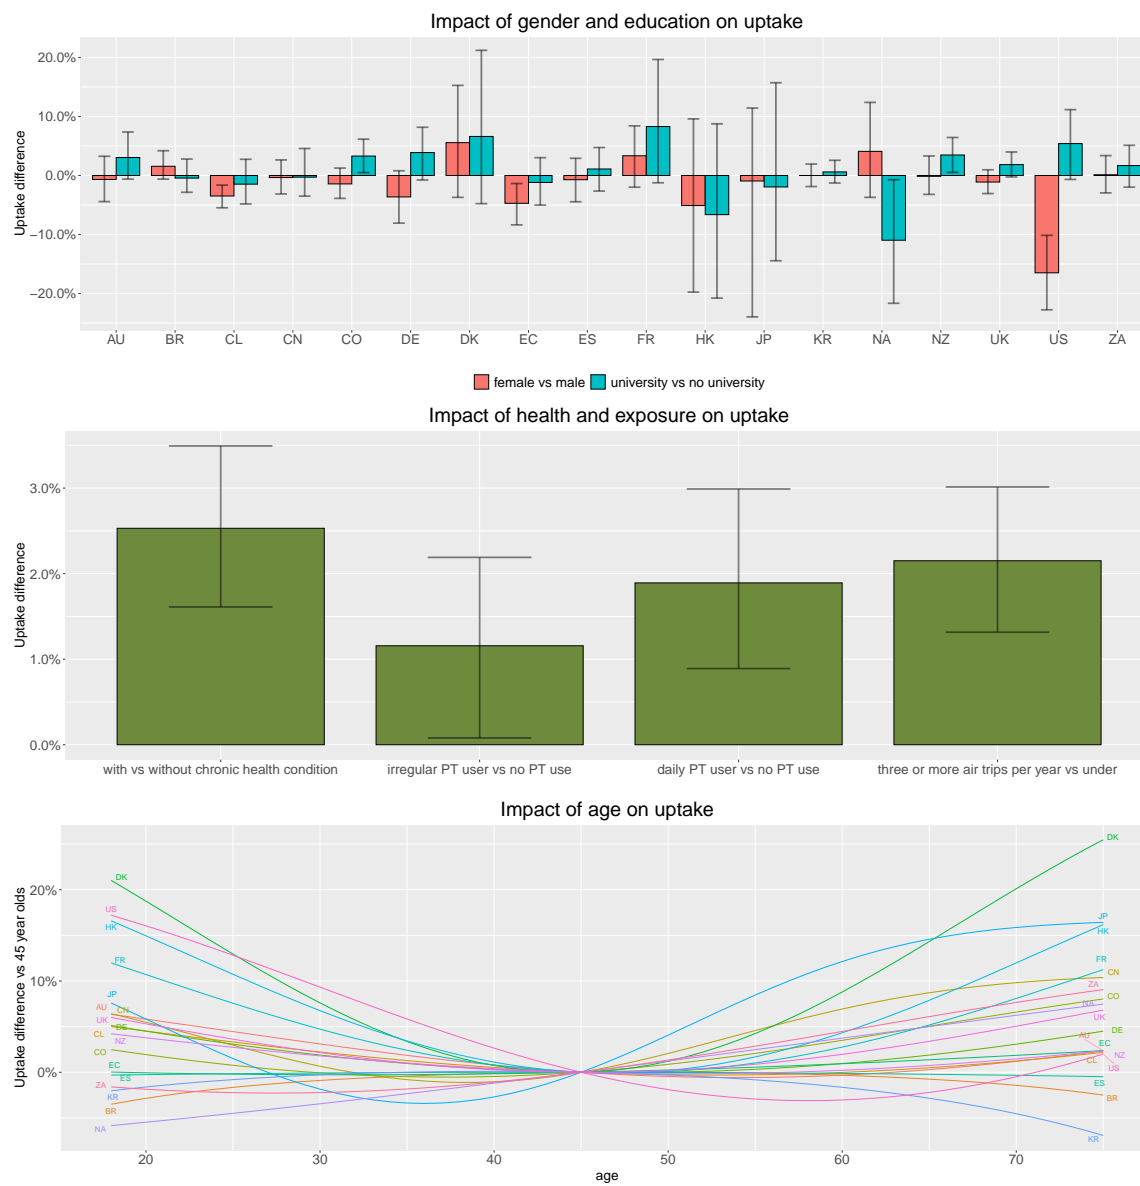 Impact of gender and education on uptake
Uptake difference
20.0%
10.0%
0.0%
−10.0%
−20.0%
AU BR CL CN CO DE DK EC ES FR HK JP KR NA NZ UK US ZA
female vs male university vs no university
Impact of health and exposure on uptake
Uptake difference
3.0%
2.0%
1.0%
0.0%
with vs without chronic health condition irregular PT user vs no PT use daily PT user vs no PT use three or more air trips per year vs under
Impact of age on uptake
Uptake difference vs 45 year olds
20%
10%
0%
DK
US
HK
FR
JP
AU
CN
UK
DE
CL
NZ
CO
EC
ES
ZA
KR
BR
NA
DK
JP
HK
FR
CN
ZA
CO
NA
UK
DE
AU
EC
CL
NZ
US
ES
BR
KR
20 30 40 50 60 70
age